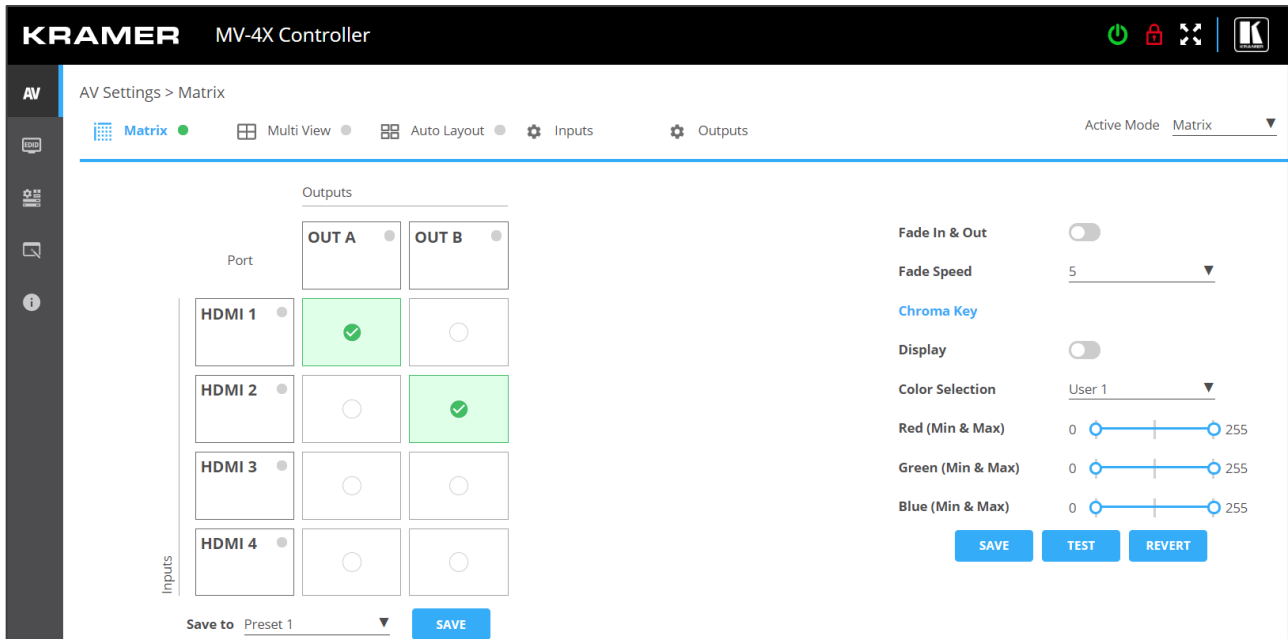 KRAMER MV-4X Controller
KRAMER
AV
AV Settings > Matrix
Matrix Multi View Auto Layout Inputs Outputs Active Mode Matrix
EDID
Outputs
OUT A OUT B
Port
Fade In & Out
Fade Speed 5
HDMI 1
Chroma Key
Display
HDMI 2
Color Selection User 1
Red (Min & Max) 0 255
HDMI 3
Green (Min & Max) 0 255
Blue (Min & Max) 0 255
HDMI 4
SAVE TEST REVERT
Inputs
Save to Preset 1 SAVE